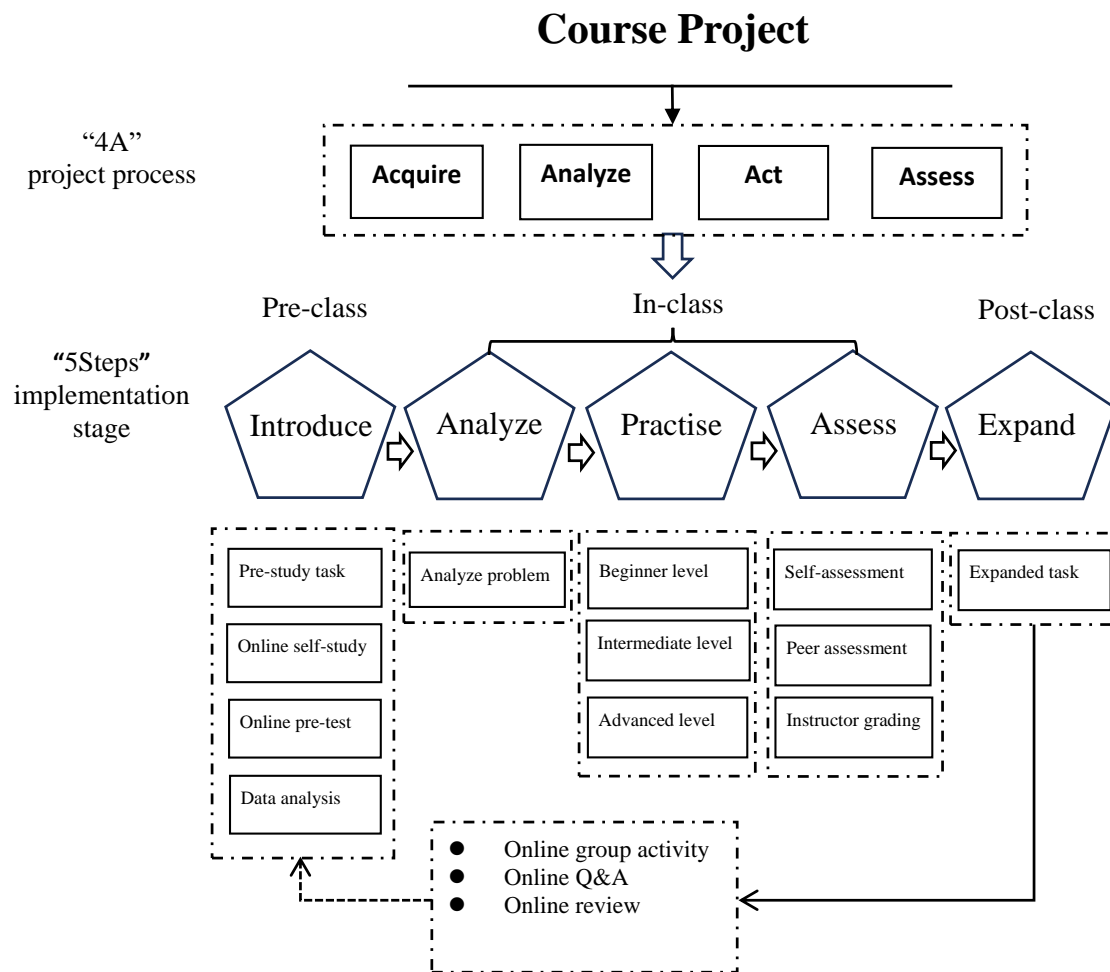 Course Project
“4A”
project process
Acquire
Analyze
Act
Assess
Pre-class
In-class
Post-class
“5Steps”
implementation
stage
Introduce
Analyze
Practise
Assess
Expand
Pre-study task
Online self-study
Online pre-test
Data analysis
Analyze problem
Beginner level
Intermediate level
Advanced level
Self-assessment
Peer assessment
Instructor grading
Expanded task
● Online group activity
● Online Q&A
● Online review